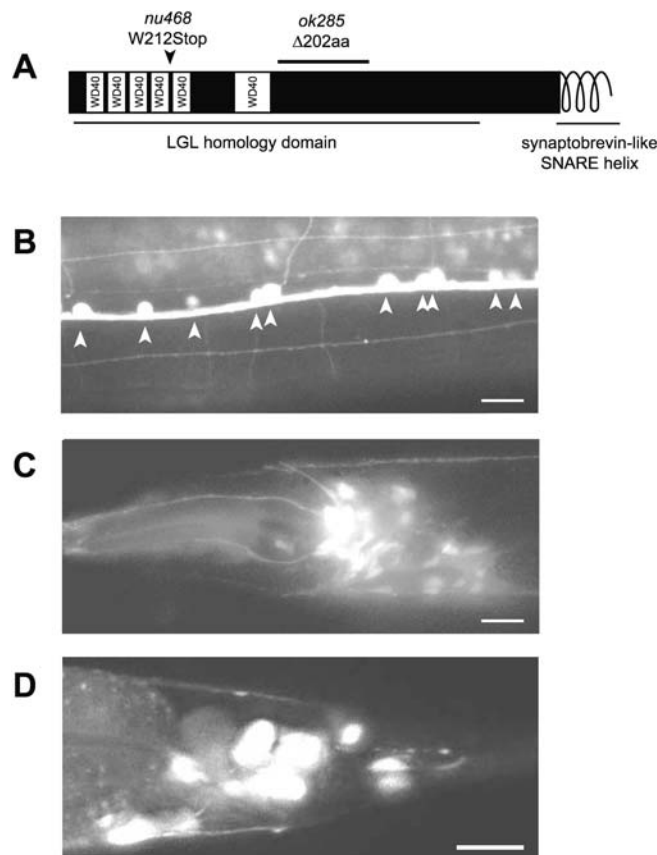 nu468
W212Stop
ok285
Δ202aa
A
WD40
WD40
WD40
WD40
WD40
WD40
LGL homology domain
synaptobrevin-like
SNARE helix
B
C
D